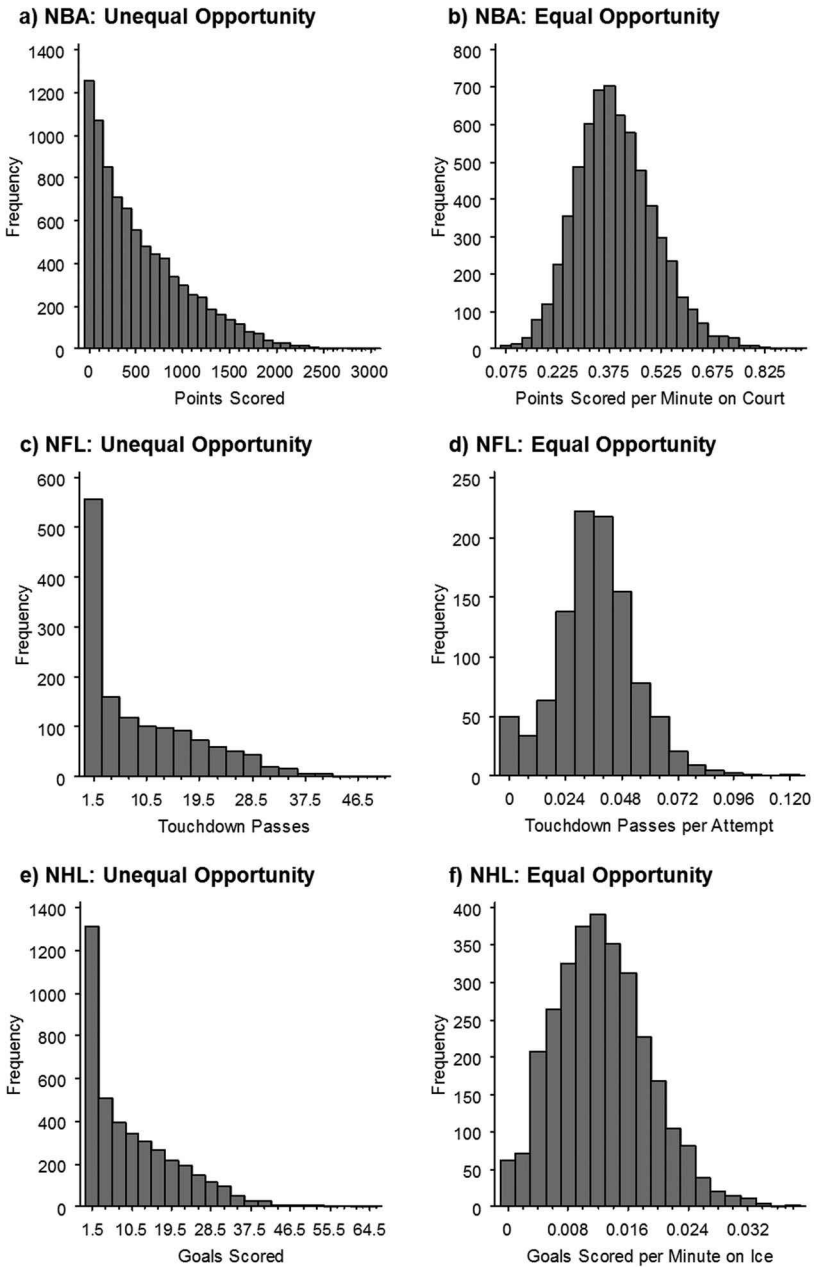 a) NBA: Unequal Opportunity
1400
1200
1000
800
600
400
200
0
Frequency
0 500 1000 1500 2000 2500 3000
Points Scored
b) NBA: Equal Opportunity
800
700
600
500
400
300
200
100
0
Frequency
0.075 0.225 0.375 0.525 0.675 0.825
Points Scored per Minute on Court
c) NFL: Unequal Opportunity
600
500
400
300
200
100
0
Frequency
1.5 10.5 19.5 28.5 37.5 46.5
Touchdown Passes
d) NFL: Equal Opportunity
250
200
150
100
50
0
Frequency
0 0.024 0.048 0.072 0.096 0.120
Touchdown Passes per Attempt
e) NHL: Unequal Opportunity
1400
1200
1000
800
600
400
200
0
Frequency
1.5 10.5 19.5 28.5 37.5 46.5 55.5 64.5
Goals Scored
f) NHL: Equal Opportunity
400
350
300
250
200
150
100
50
0
Frequency
0 0.008 0.016 0.024 0.032
Goals Scored per Minute on Ice